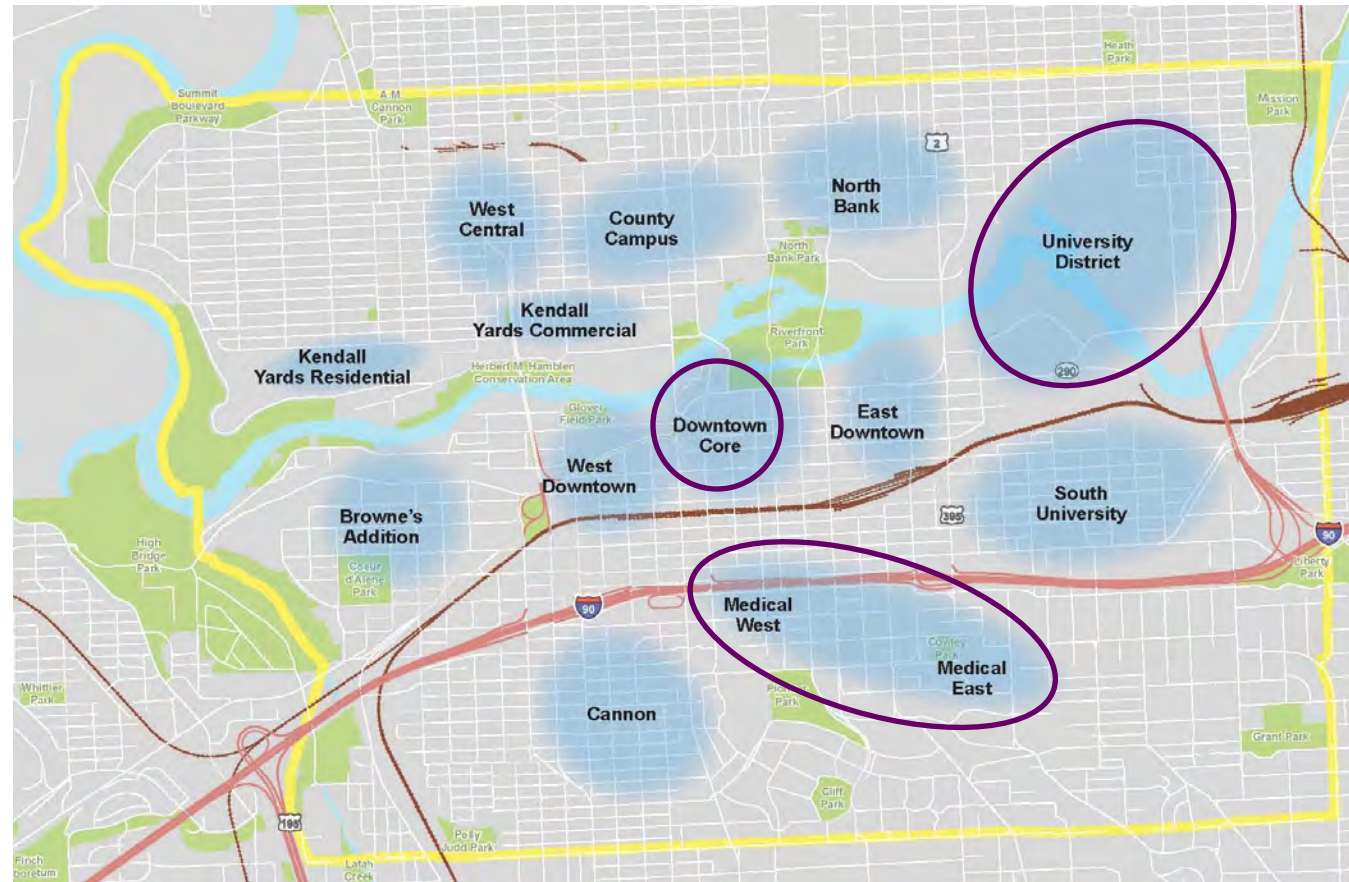 Heath
Park
Summit
Boulevard
Parkway
A.M.
Cannon
Park
Mission
Park
2
North
Bank
West
Central
County
Campus
University
District
North
Bank Park
Kendall
Yards Commercial
Riverfront
Park
Kendall
Yards Residential
Herbert M. Hamblen
Conservation Area
290
Glover
Field Park
Downtown
Core
East
Downtown
West
Downtown
South
University
Browne's
Addition
395
90
High
Bridge
Park
Coeur
d'Alene
Park
Liberty
Park
90
Medical
West
Cowley
Park
Medical
East
Whittier
Park
Pioneer
Park
Cannon
Grant Park
Cliff
Park
195
Polly
Judd Park
Finch
Latah
Creek